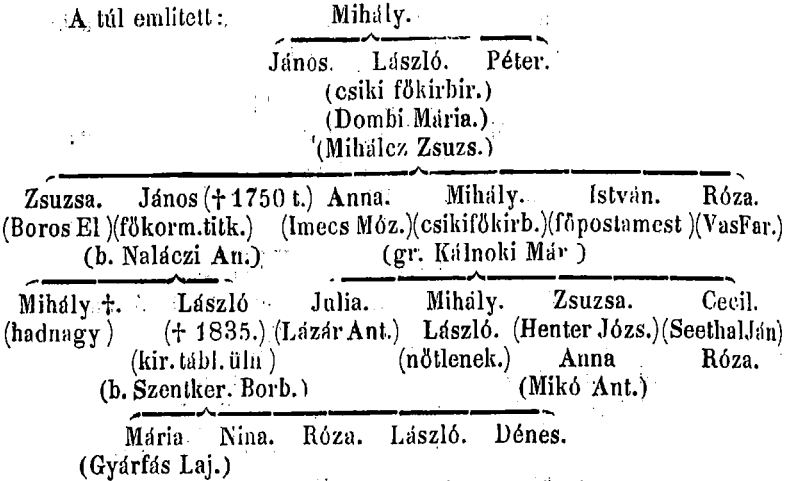 A túl emlitett: Mihály.
János. László. Péter.
(csiki főkirbir.)
(Dombi Mária.)
(Mihálcz Zsuzs.)
Zsuzsa. János († 1750 t.) Anna. Mihály. István. Róza.
(Boros El )(főkorm.titk.) (Imecs Móz.)(csikifőkirb.)(főpostamest )(VasFar.)
(b. Naláczi An.) (gr. Kálnoki Már )
Mihály †. László Julia. Mihály. Zsuzsa. Cecil.
(hadnagy ) († 1835.) (Lázár Ant.) László. (Henter Józs.)(SeethalJán)
(kir. tábl. üln ) (nőtlenek.) Anna Róza.
(b. Szentker. Borb.) (Mikó Ant.)
Mária Nina. Róza. László. Dénes.
(Gyárfás Laj.)